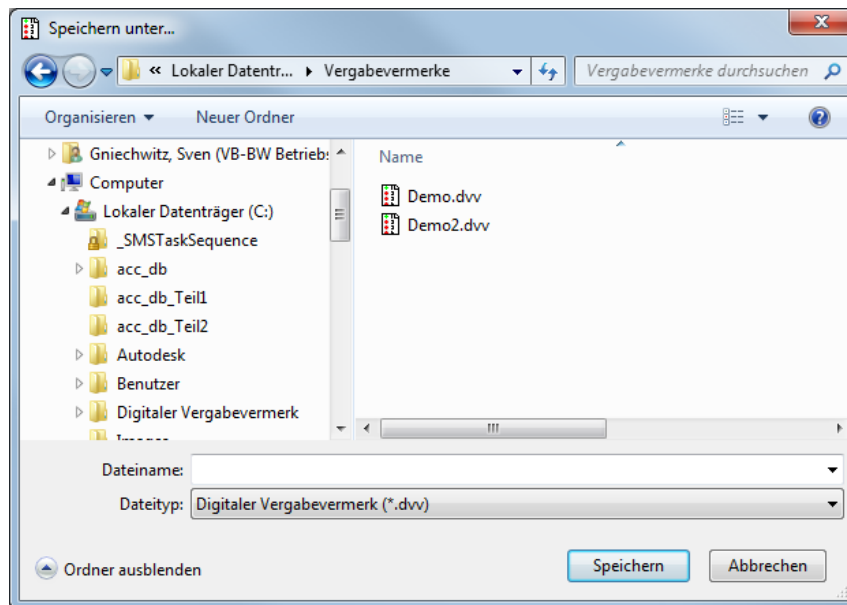 Speichern unter...
« Lokaler Datentr... Vergabevermerke
Vergabevermerke durchsuchen
Organisieren Neuer Ordner
Gniechwitz, Sven (VB-BW Betriebs
Computer
Lokaler Datenträger (C:)
_SMSTaskSequence
acc_db
acc_db_Teil1
acc_db_Teil2
Autodesk
Benutzer
Digitaler Vergabevermerk
Name
Demo.dvv
Demo2.dvv
Dateiname:
Dateityp: Digitaler Vergabevermerk (*.dvv)
Ordner ausblenden
Speichern
Abbrechen